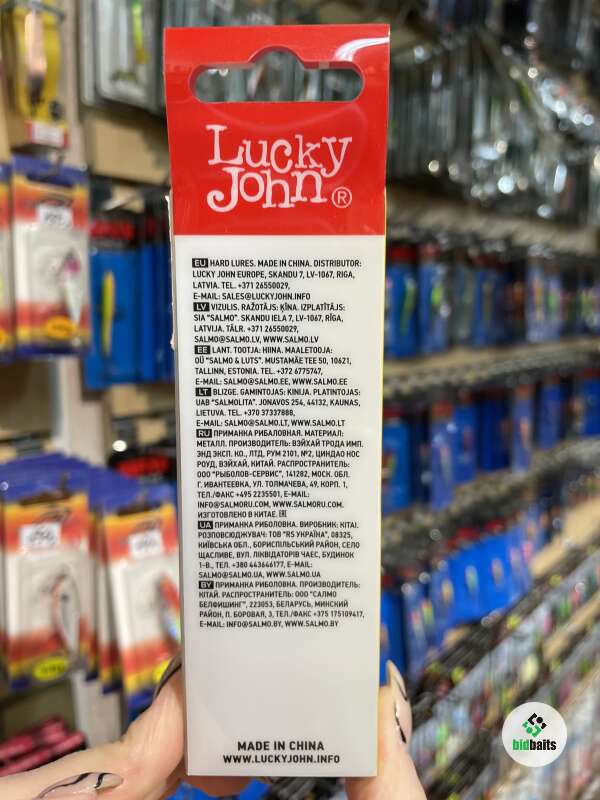 Lucky
John ®
EU HARD LURES. MADE IN CHINA. DISTRIBUTOR:
LUCKY JOHN EUROPE, SKANDU 7, LV-1067, RIGA,
LATVIA. TEL. +371 26550029,
E-MAIL: SALES@LUCKYJOHN.INFO
LV VIZULIS. RAŽOTĀJS: ĶĪNA. IZPLATĪTĀJS:
SIA "SALMO". SKANDU IELA 7, LV-1067, RĪGA,
LATVIJA. TĀLR. +371 26550029,
SALMO@SALMO.LV, WWW.SALMO.LV
EE LANT. TOOTJA: HIINA. MAALETOOJA:
OÜ "SALMO & LUTS". MUSTAMÄE TEE 50, 10621,
TALLINN, ESTONIA. TEL. +372 6775747,
E-MAIL: SALMO@SALMO.EE, WWW.SALMO.EE
LT BLIZGE. GAMINTOJAS: KINIJA. PLATINTOJAS:
UAB "SALMOLITA". JONAVOS 254, 44132, KAUNAS,
LIETUVA. TEL. +370 37337888,
E-MAIL: SALMO@SALMO.LT, WWW.SALMO.LT
RU ПРИМАНКА РЫБАЛОВНАЯ. МАТЕРИАЛ:
МЕТАЛЛ. ПРОИЗВОДИТЕЛЬ: ВЭЙХАЙ ТРОДА ИМП.
ЭНД ЭКСП. КО., ЛТД, РУМ 2101, №2, ЦИНДАО НОС
РОУД, ВЭЙХАЙ, КИТАЙ. РАСПРОСТРАНИТЕЛЬ:
ООО "РЫБОЛОВ-СЕРВИС", 141282, МОСК. ОБЛ.
Г. ИВАНТЕЕВКА, УЛ. ТОЛМАЧЕВА, 49, КОРП. 1,
ТЕЛ./ФАКС +495 2235501, E-MAIL:
SALMO@SALMORU.COM, WWW.SALMORU.COM.
ИЗГОТОВЛЕНО В КИТАЕ. EAC
UA ПРИМАНКА РИБОЛОВНА. ВИРОБНИК: КІТАІ.
РОЗПОВСЮДЖУВАЧ: ТОВ "RS УКРАЇНА", 08325,
КИЇВСЬКА ОБЛ., БОРИСПІЛЬСЬКИЙ РАЙОН, СЕЛО
ЩАСЛИВЕ, ВУЛ. ЛІКВІДАТОРІВ ЧАЕС, БУДИНОК
1-В., ТЕЛ. +380 443646177, E-MAIL:
SALMO@SALMO.UA, WWW.SALMO.UA
BY ПРИМАНКА РЫБЛОВНАЯ. ПРОИЗВОДИТЕЛЬ:
КИТАЙ. РАСПРОСТРАНИТЕЛЬ: ООО "САЛМО
БЕЛФИШИНГ", 223053, БЕЛАРУСЬ, МИНСКИЙ
РАЙОН, П. БОРОВАЯ, 3, ТЕЛ./ФАКС +375 175109417,
E-MAIL: INFO@SALMO.BY, WWW.SALMO.BY
MADE IN CHINA
WWW.LUCKYJOHN.INFO
bidbaits